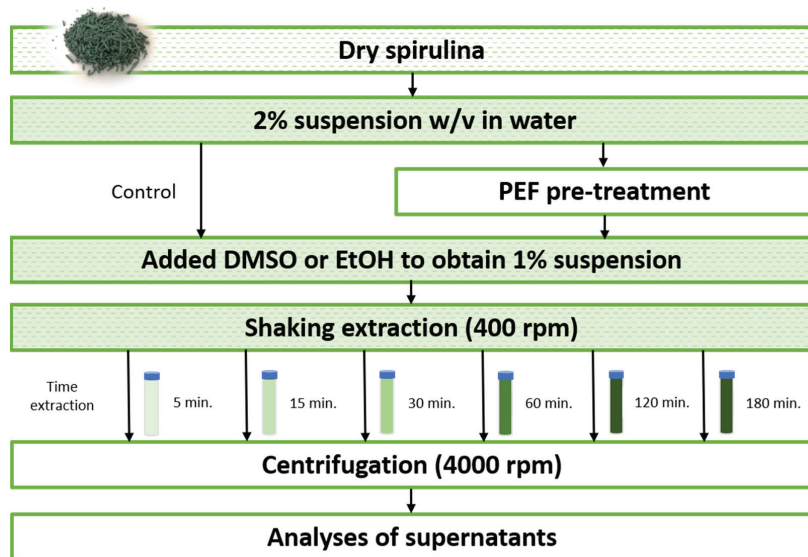 Dry spirulina
2% suspension w/v in water
Control
PEF pre-treatment
Added DMSO or EtOH to obtain 1% suspension
Shaking extraction (400 rpm)
Time
extraction
5 min.
15 min.
30 min.
60 min.
120 min.
180 min.
Centrifugation (4000 rpm)
Analyses of supernatants